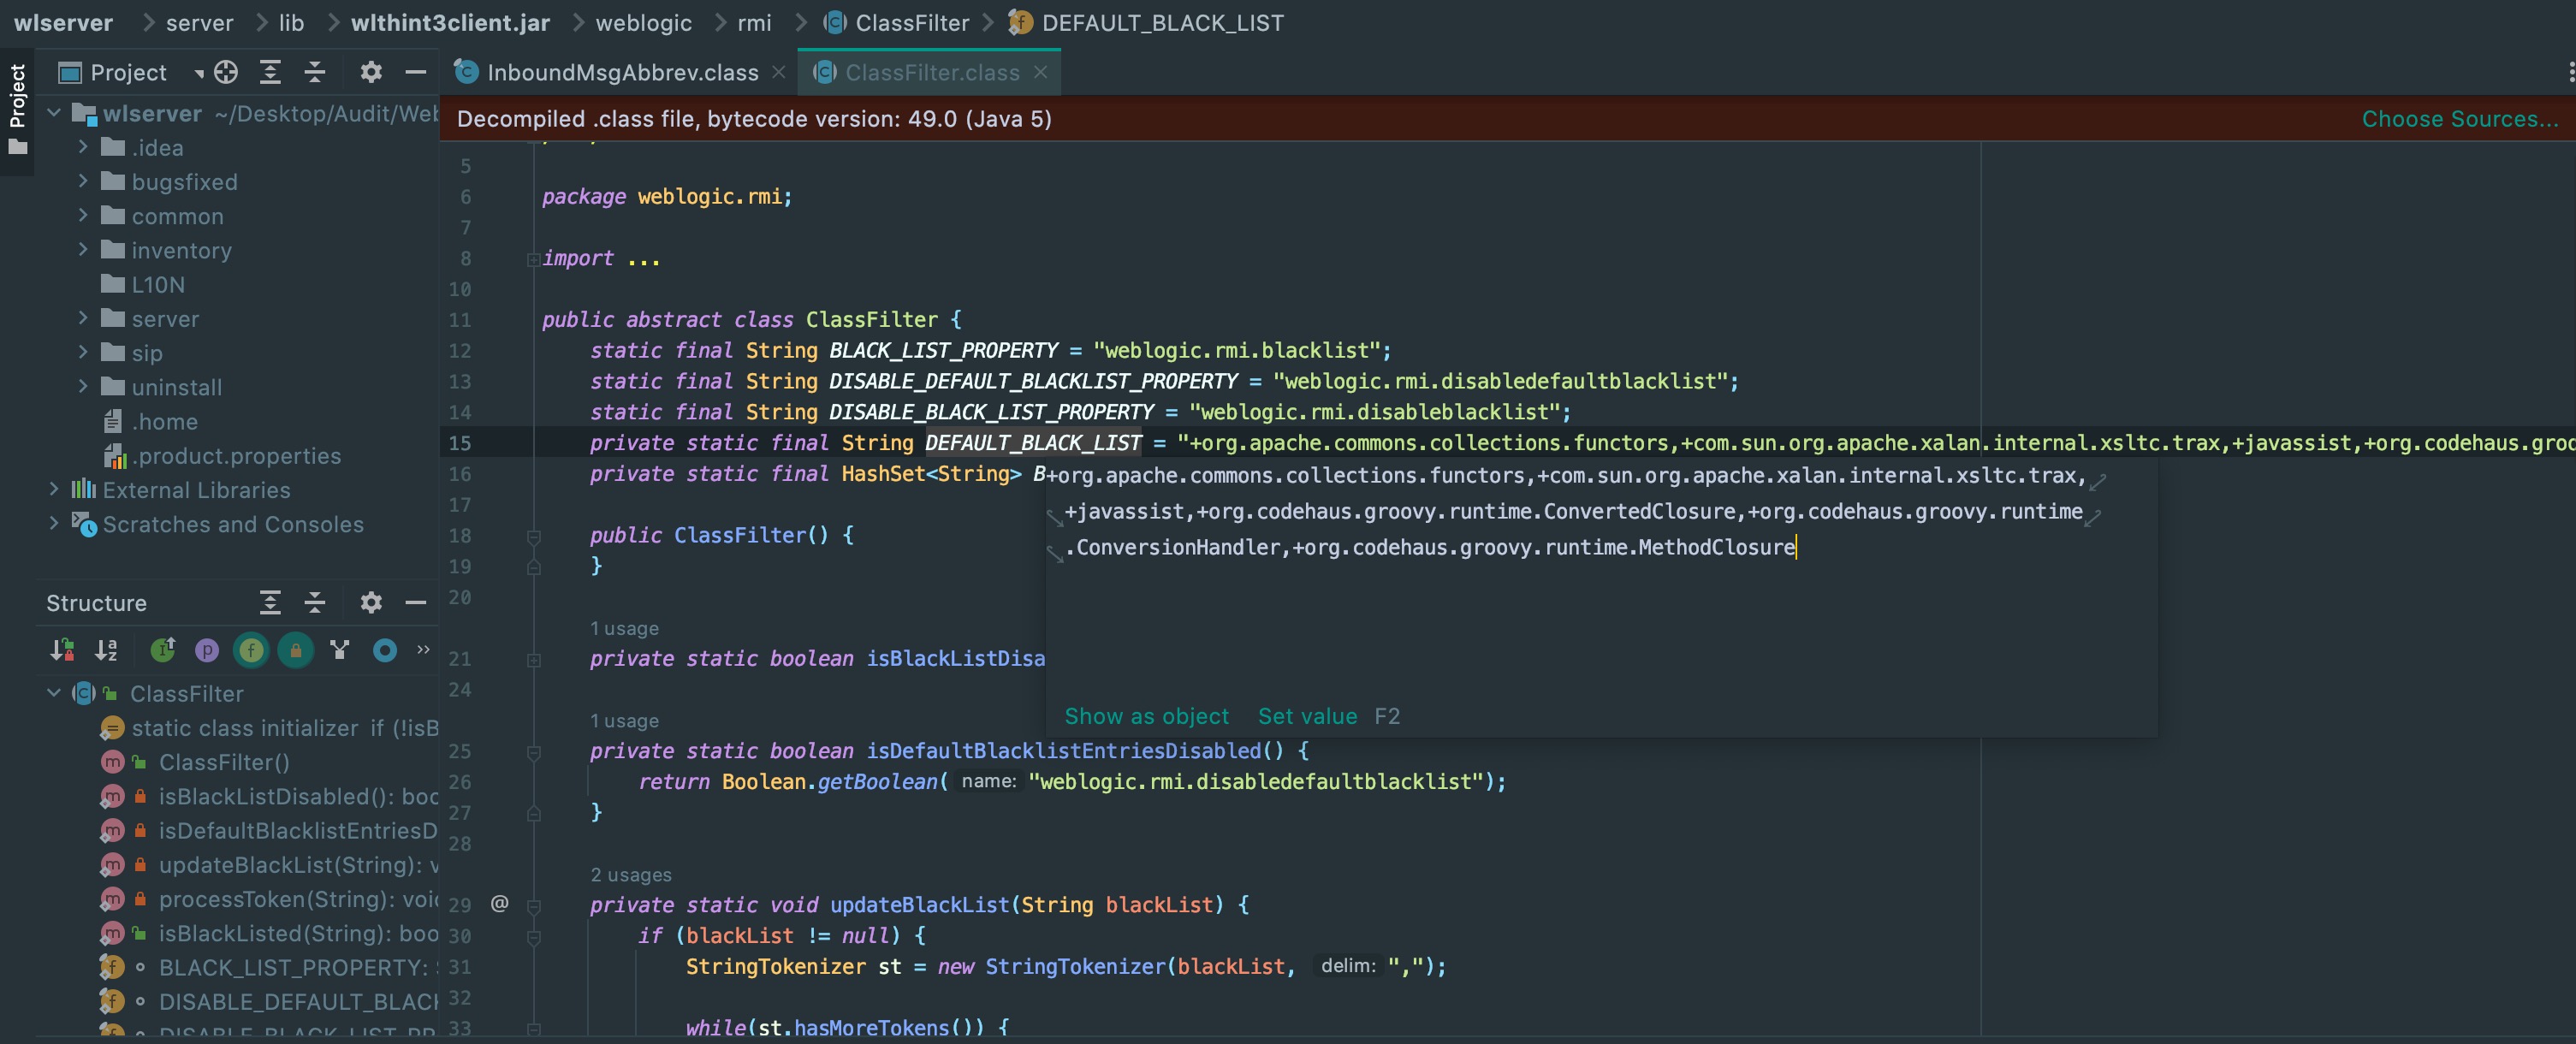 wlserver > server > lib > wlthint3client.jar > weblogic > rmi > ClassFilter > DEFAULT_BLACK_LIST
Project
Project
wlserver ~/Desktop/Audit/Web
.idea
bugsfixed
common
inventory
L10N
server
sip
uninstall
.home
.product.properties
External Libraries
Scratches and Consoles
Structure
ClassFilter
static class initializer if (!isB
ClassFilter()
isBlackListDisabled(): boo
isDefaultBlacklistEntriesD
updateBlackList(String): v
processToken(String): void
isBlackListed(String): boo
BLACK_LIST_PROPERTY: S
DISABLE_DEFAULT_BLACK
DISABLE_BLACK_LIST_PR
InboundMsgAbbrev.class
ClassFilter.class
Decompiled .class file, bytecode version: 49.0 (Java 5)
Choose Sources...
5
6 package weblogic.rmi;
7
8 import ...
10
11 public abstract class ClassFilter {
12 static final String BLACK_LIST_PROPERTY = "weblogic.rmi.blacklist";
13 static final String DISABLE_DEFAULT_BLACKLIST_PROPERTY = "weblogic.rmi.disabledefaultblacklist";
14 static final String DISABLE_BLACK_LIST_PROPERTY = "weblogic.rmi.disableblacklist";
15 private static final String DEFAULT_BLACK_LIST = "+org.apache.commons.collections.functors,+com.sun.org.apache.xalan.internal.xsltc.trax,+javassist,+org.codehaus.groo
16 private static final HashSet<String> B
+org.apache.commons.collections.functors,+com.sun.org.apache.xalan.internal.xsltc.trax,
+javassist,+org.codehaus.groovy.runtime.ConvertedClosure,+org.codehaus.groovy.runtime
.ConversionHandler,+org.codehaus.groovy.runtime.MethodClosure
Show as object Set value F2
17
18 public ClassFilter() {
19 }
20
1 usage
21 private static boolean isBlackListDisa
24
1 usage
25 private static boolean isDefaultBlacklistEntriesDisabled() {
26 return Boolean.getBoolean( name: "weblogic.rmi.disabledefaultblacklist");
27 }
28
2 usages
29 @ private static void updateBlackList(String blackList) {
30 if (blackList != null) {
31 StringTokenizer st = new StringTokenizer(blackList, delim: ",");
32
33 while(st.hasMoreTokens()) {